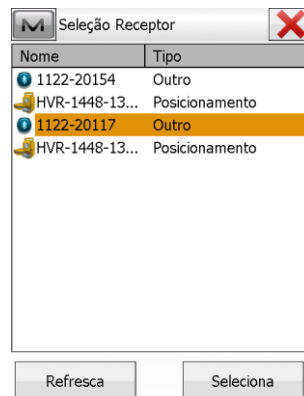 Seleção Receptor
Nome Tipo
1122-20154 Outro
HVR-1448-13... Posicionamento
1122-20117 Outro
HVR-1448-13... Posicionamento
Refresca Seleciona